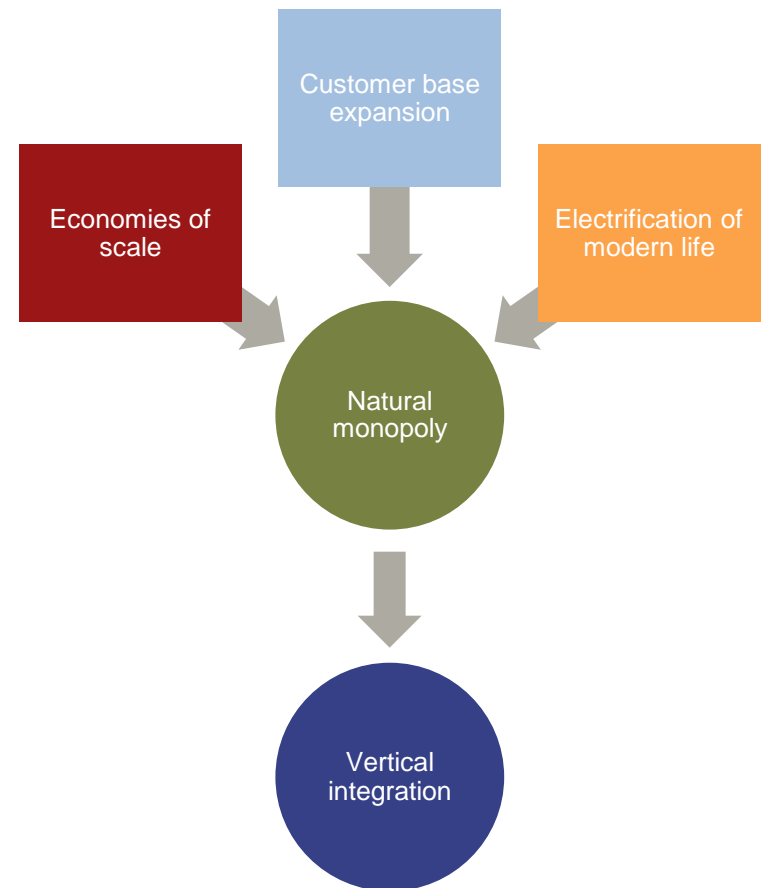 Customer base
expansion
Economies of
scale
Electrification of
modern life
Natural
monopoly
Vertical
integration